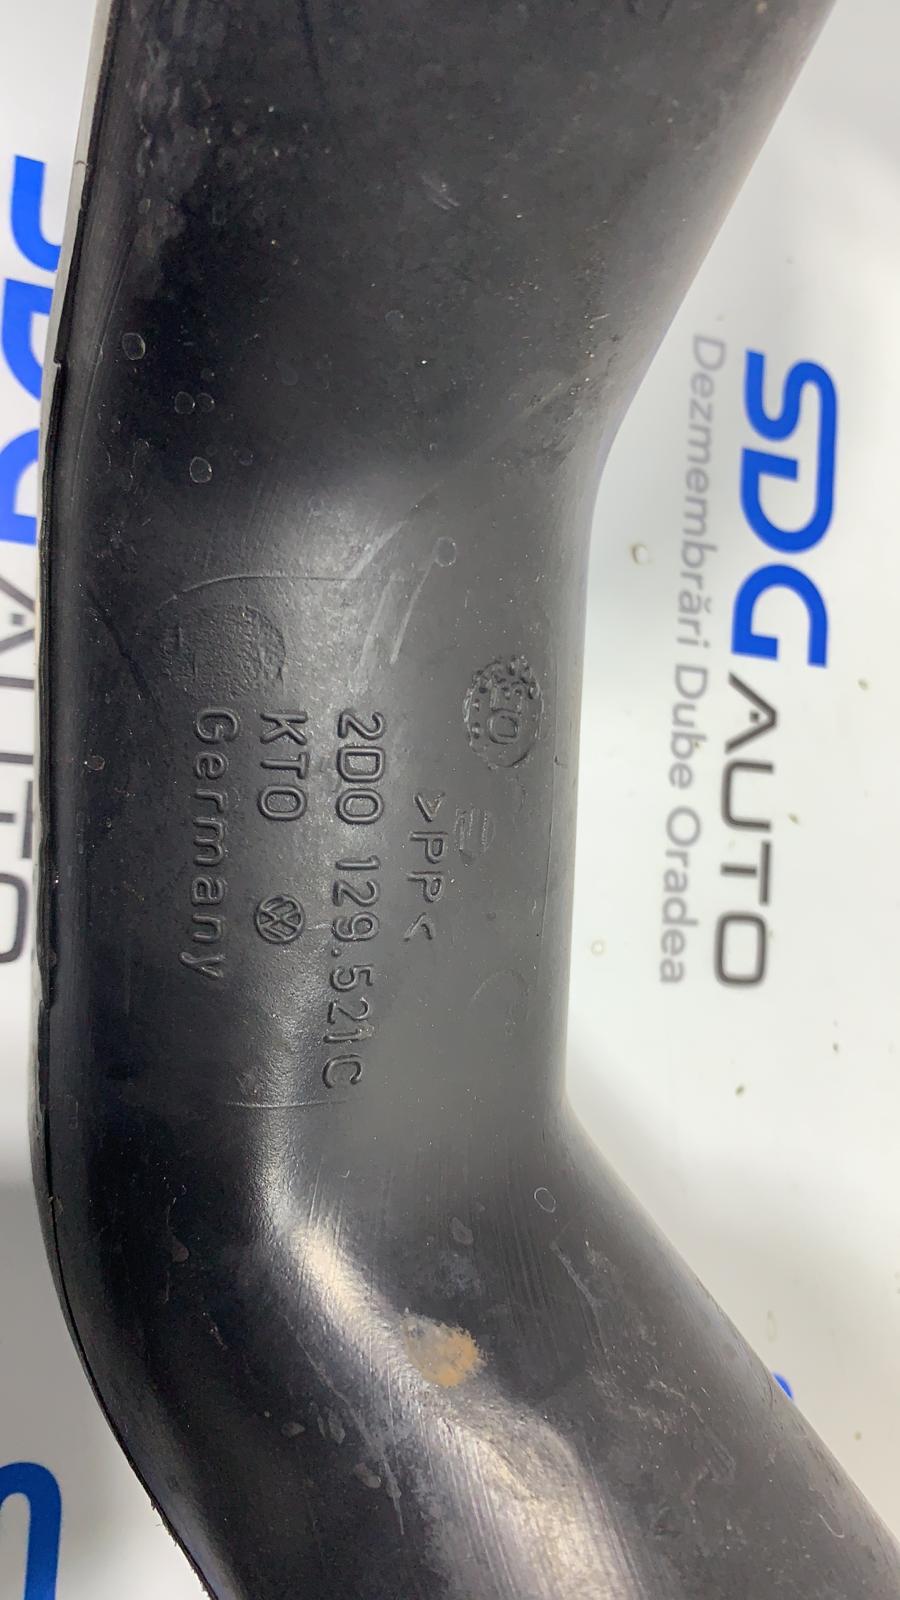 >PP<
2D0 129.521C
KTO
Germany
SDG AUTO
Dezmembrări Dube Oradea